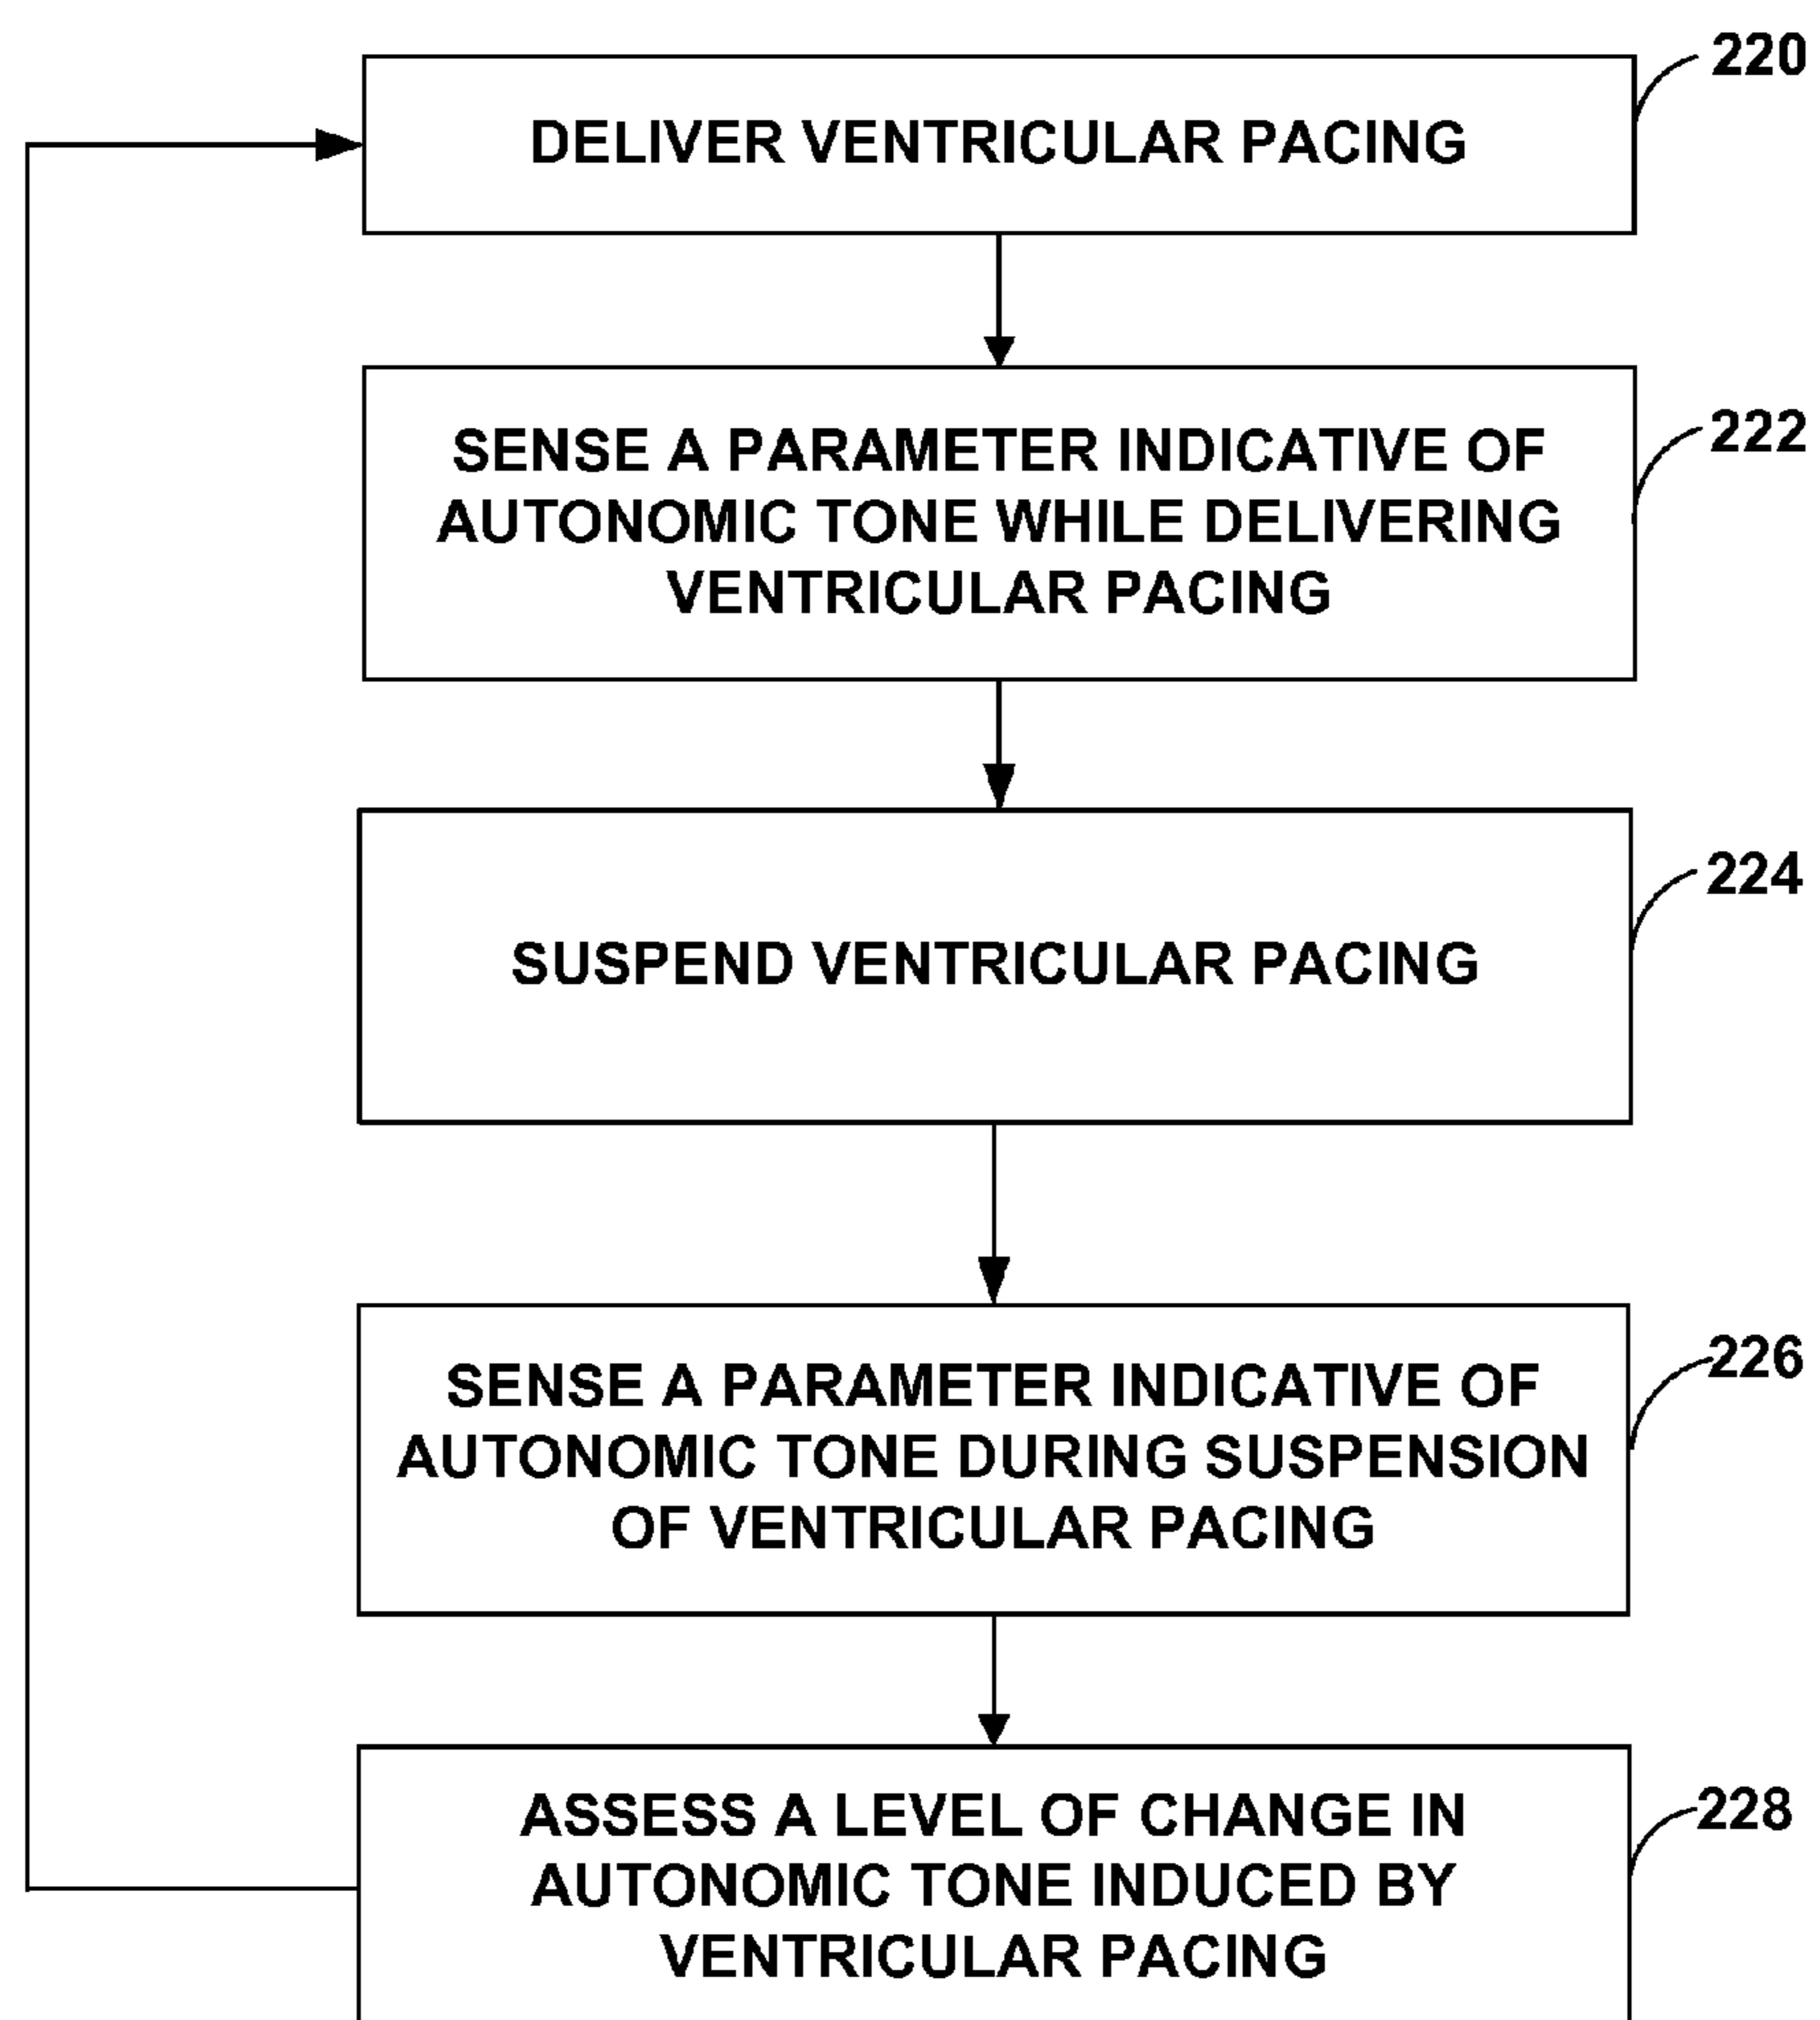 220
DELIVER VENTRICULAR PACING
222
SENSE A PARAMETER INDICATIVE OF
AUTONOMIC TONE WHILE DELIVERING
VENTRICULAR PACING
224
SUSPEND VENTRICULAR PACING
226
SENSE A PARAMETER INDICATIVE OF
AUTONOMIC TONE DURING SUSPENSION
OF VENTRICULAR PACING
228
ASSESS A LEVEL OF CHANGE IN
AUTONOMIC TONE INDUCED BY
VENTRICULAR PACING